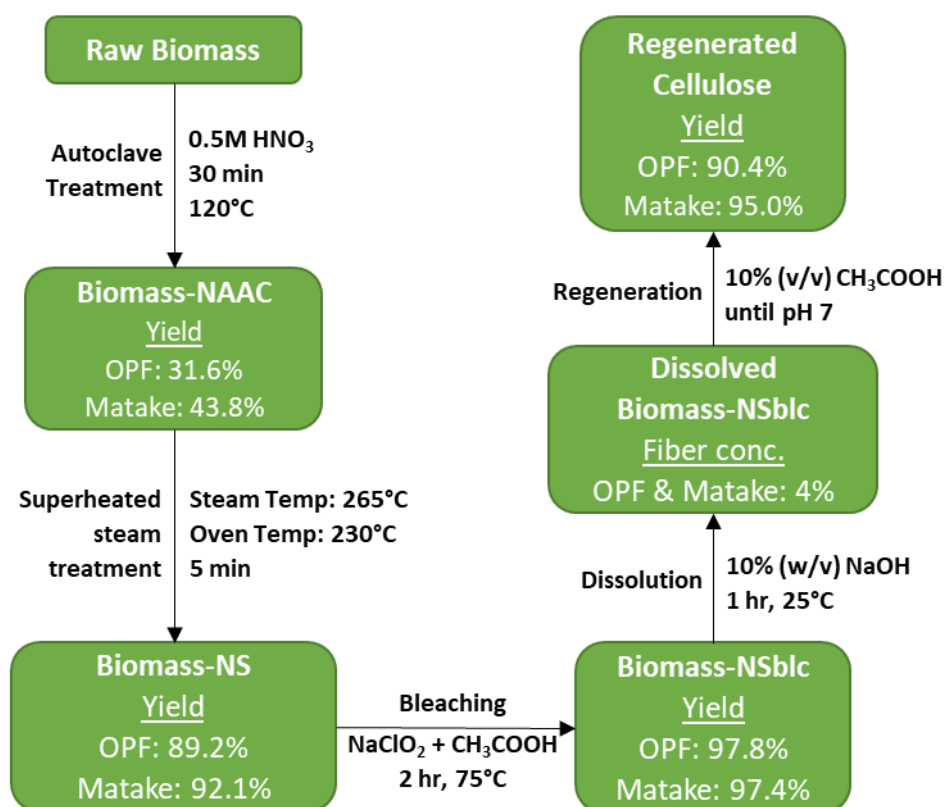 Raw Biomass
Autoclave
Treatment
0.5M HNO₃
30 min
120°C
Biomass-NAAC
Yield
OPF: 31.6%
Matake: 43.8%
Superheated
steam
treatment
Steam Temp: 265°C
Oven Temp: 230°C
5 min
Biomass-NS
Yield
OPF: 89.2%
Matake: 92.1%
Bleaching
NaClO₂ + CH₃COOH
2 hr, 75°C
Biomass-NSblc
Yield
OPF: 97.8%
Matake: 97.4%
Dissolution
10% (w/v) NaOH
1 hr, 25°C
Dissolved
Biomass-NSblc
Fiber conc.
OPF & Matake: 4%
Regeneration
10% (v/v) CH₃COOH
until pH 7
Regenerated
Cellulose
Yield
OPF: 90.4%
Matake: 95.0%